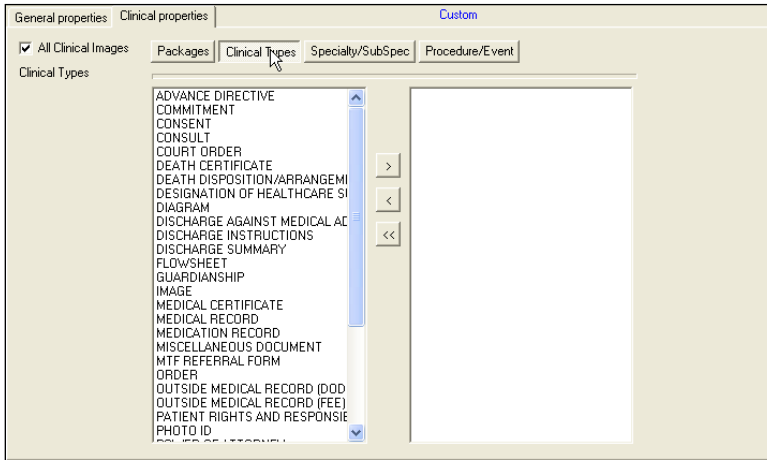 General properties Clinical properties Custom
All Clinical Images Packages Clinical Types Specialty/SubSpec Procedure/Event
Clinical Types
ADVANCE DIRECTIVE
COMMITMENT
CONSENT
CONSULT
COURT ORDER
DEATH CERTIFICATE
DEATH DISPOSITION/ARRANGEMI
DESIGNATION OF HEALTHCARE SI
DIAGRAM
DISCHARGE AGAINST MEDICAL AD
DISCHARGE INSTRUCTIONS
DISCHARGE SUMMARY
FLOWSHEET
GUARDIANSHIP
IMAGE
MEDICAL CERTIFICATE
MEDICAL RECORD
MEDICATION RECORD
MISCELLANEOUS DOCUMENT
MTF REFERRAL FORM
ORDER
OUTSIDE MEDICAL RECORD (DOD
OUTSIDE MEDICAL RECORD (FEE)
PATIENT RIGHTS AND RESPONSIE
PHOTO ID
>
<
<<